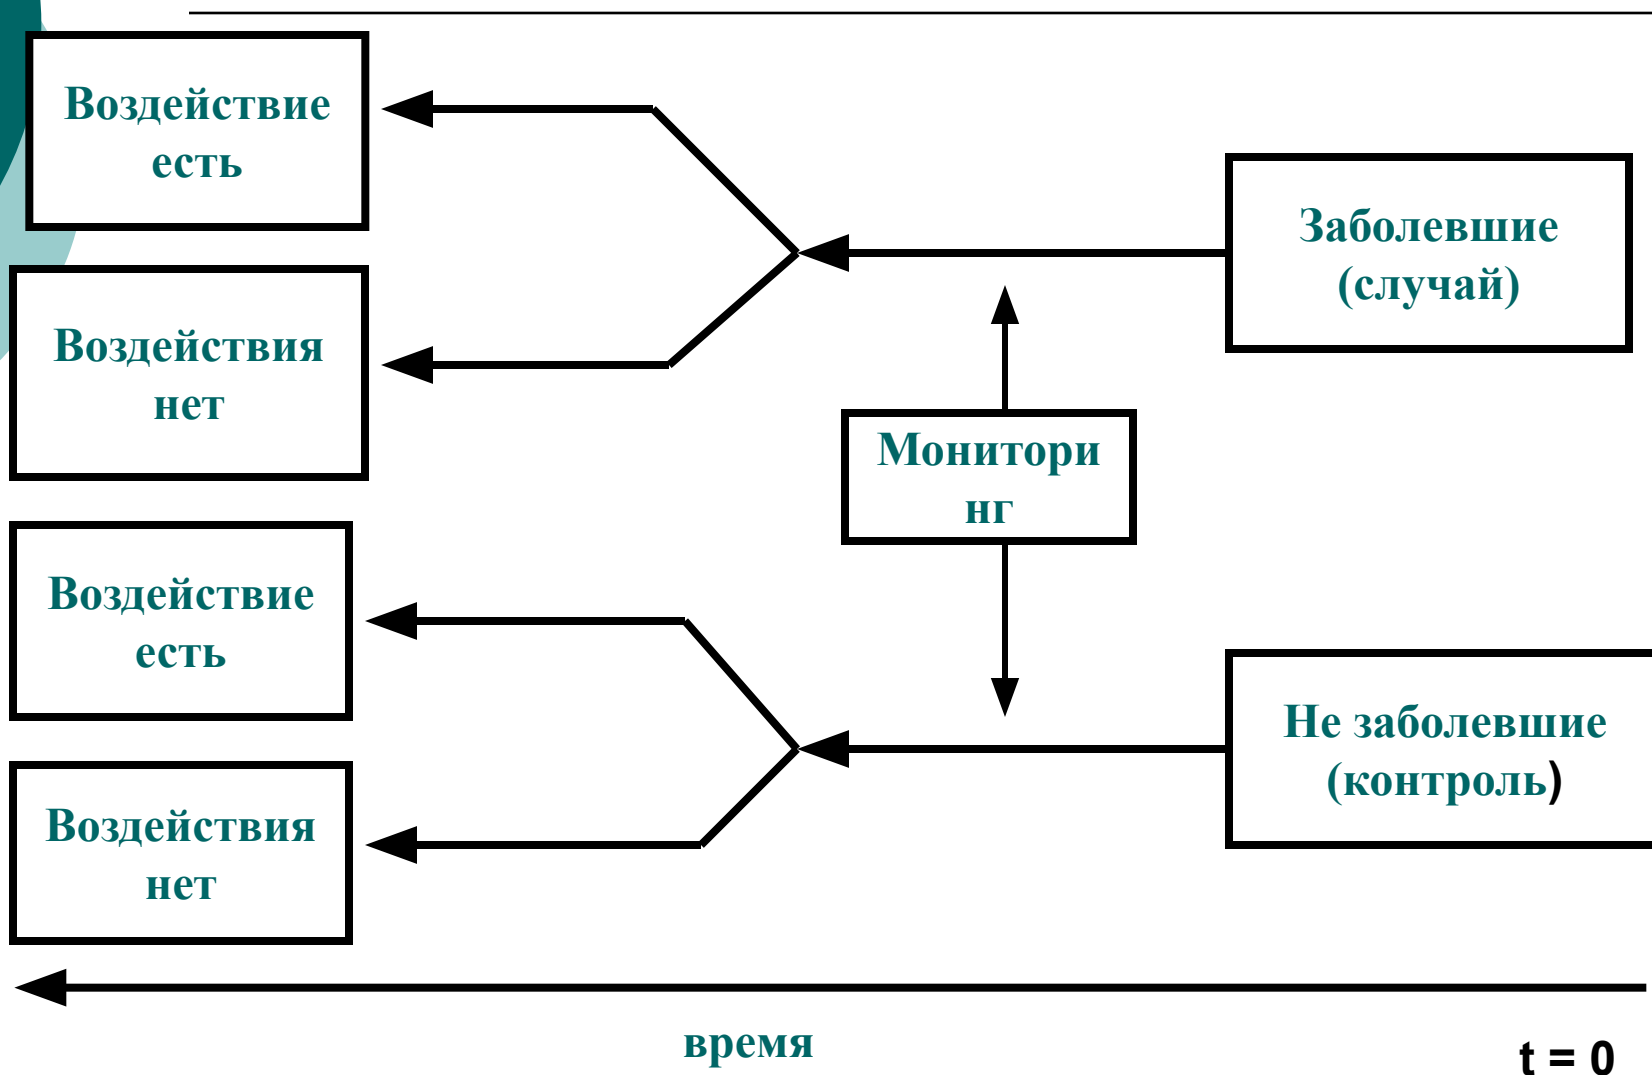 Воздействие
есть
Заболевшие
(случай)
Воздействия
нет
Монитори
нг
Воздействие
есть
Не заболевшие
(контроль)
Воздействия
нет
время
t = 0